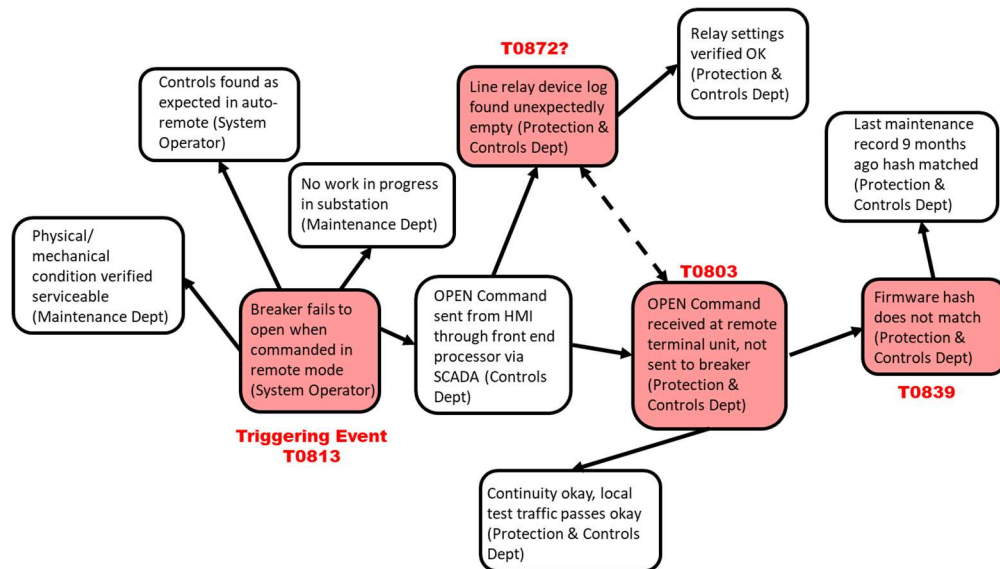 T0872?
Relay settings
verified OK
(Protection &
Controls Dept)
Controls found as
expected in auto-
remote (System
Operator)
Line relay device log
found unexpectedly
empty (Protection &
Controls Dept)
Last maintenance
record 9 months
ago hash matched
(Protection &
Controls Dept)
No work in progress
in substation
(Maintenance Dept)
Physical/
mechanical
condition verified
serviceable
(Maintenance Dept)
Breaker fails to
open when
commanded in
remote mode
(System Operator)
Triggering Event
T0813
OPEN Command
sent from HMI
through front end
processor via
SCADA (Controls
Dept)
T0803
OPEN Command
received at remote
terminal unit, not
sent to breaker
(Protection &
Controls Dept)
Firmware hash
does not match
(Protection &
Controls Dept)
T0839
Continuity okay, local
test traffic passes okay
(Protection & Controls
Dept)